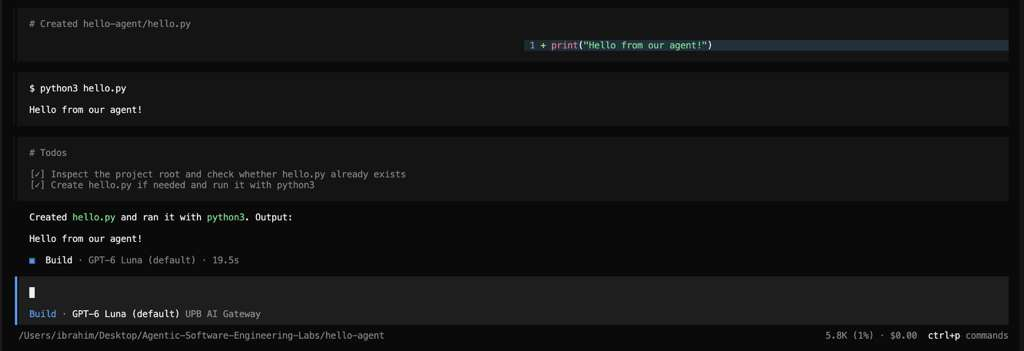 # Created hello-agent/hello.py
1 + print("Hello from our agent!")
$ python3 hello.py
Hello from our agent!
# Todos
[✓] Inspect the project root and check whether hello.py already exists
[✓] Create hello.py if needed and run it with python3
Created hello.py and ran it with python3. Output:
Hello from our agent!
Build · GPT-6 Luna (default) · 19.5s
Build · GPT-6 Luna (default) UPB AI Gateway
/Users/ibrahim/Desktop/Agentic-Software-Engineering-Labs/hello-agent 5.8K (1%) · $0.00 ctrl+p commands